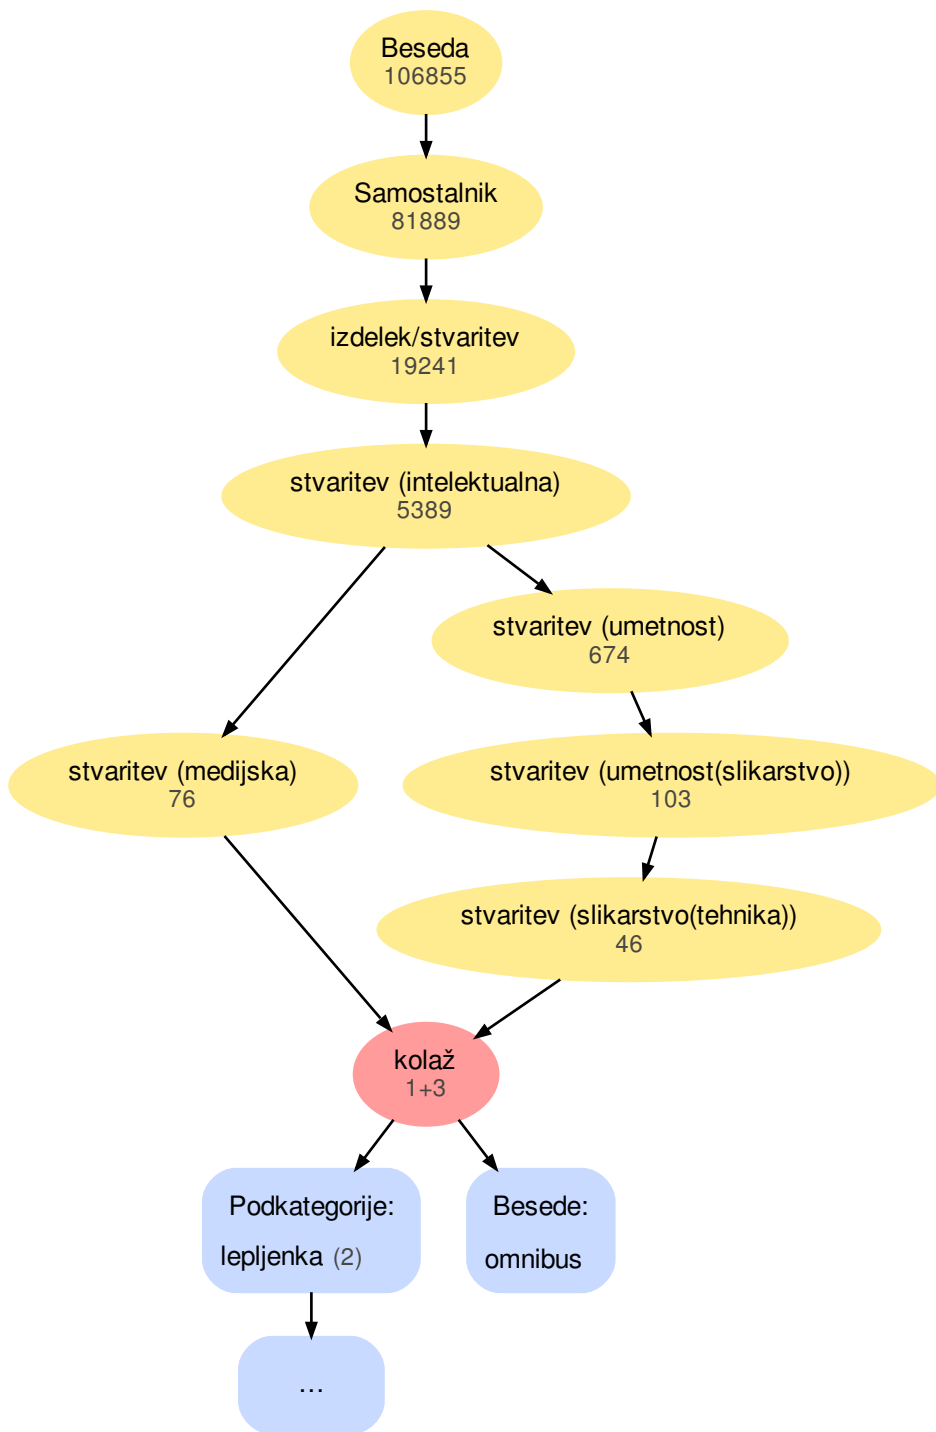 Beseda
106855
Samostalnik
81889
izdelek/stvaritev
19241
stvaritev (intelektualna)
5389
stvaritev (umetnost)
674
stvaritev (medijska)
76
stvaritev (umetnost(slikarstvo))
103
stvaritev (slikarstvo(tehnika))
46
kolaž
1+3
Podkategorije:
lepljenka (2)
Besede:
omnibus
...